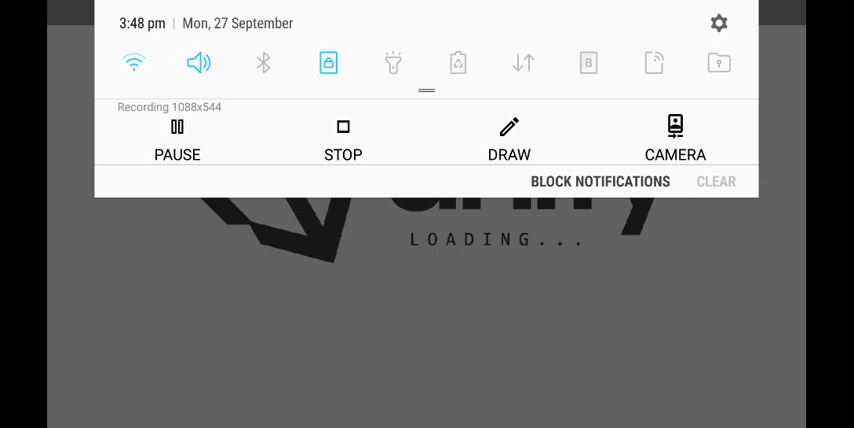 3:48 pm | Mon, 27 September
B
Recording 1088x544
PAUSE STOP DRAW CAMERA
BLOCK NOTIFICATIONS CLEAR
LOADING...